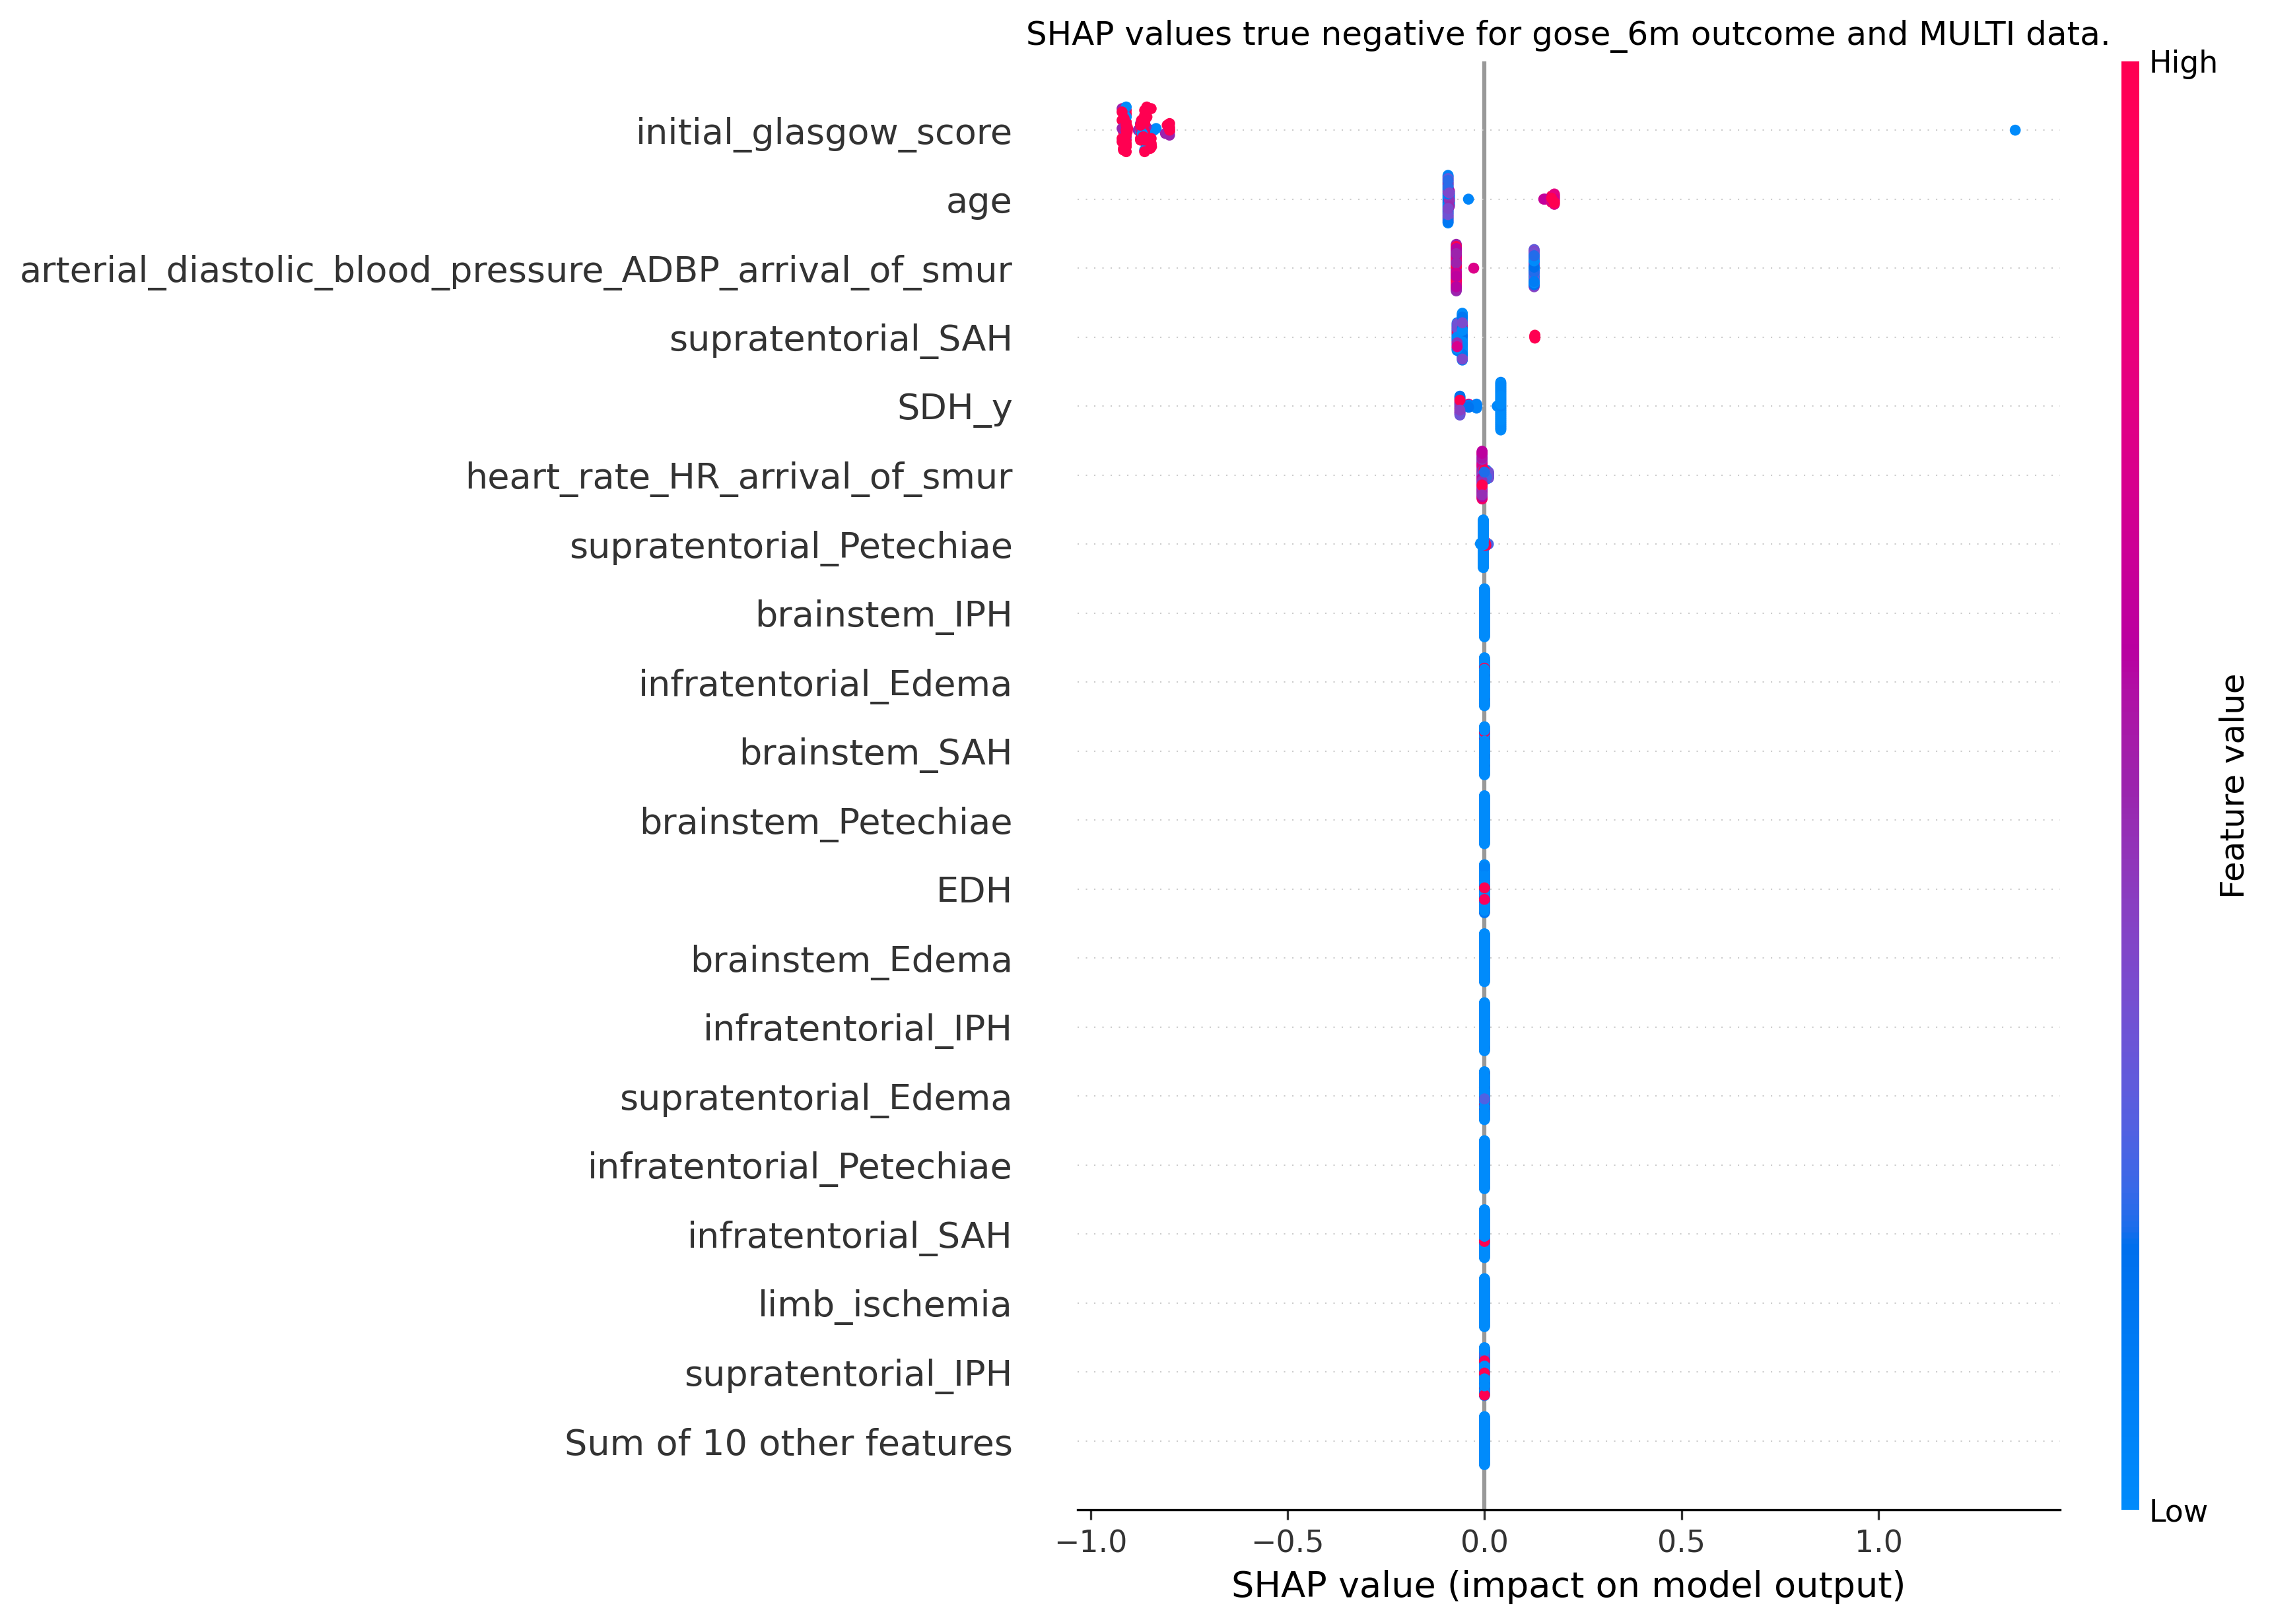 SHAP values true negative for gose_6m outcome and MULTI data.
High
initial_glasgow_score
age
arterial_diastolic_blood_pressure_ADBP_arrival_of_smur
supratentorial_SAH
SDH_y
heart_rate_HR_arrival_of_smur
supratentorial_Petechiae
brainstem_IPH
infratentorial_Edema
brainstem_SAH
brainstem_Petechiae
EDH
brainstem_Edema
infratentorial_IPH
supratentorial_Edema
infratentorial_Petechiae
infratentorial_SAH
limb_ischemia
supratentorial_IPH
Sum of 10 other features
Feature value
Low
−1.0 −0.5 0.0 0.5 1.0
SHAP value (impact on model output)